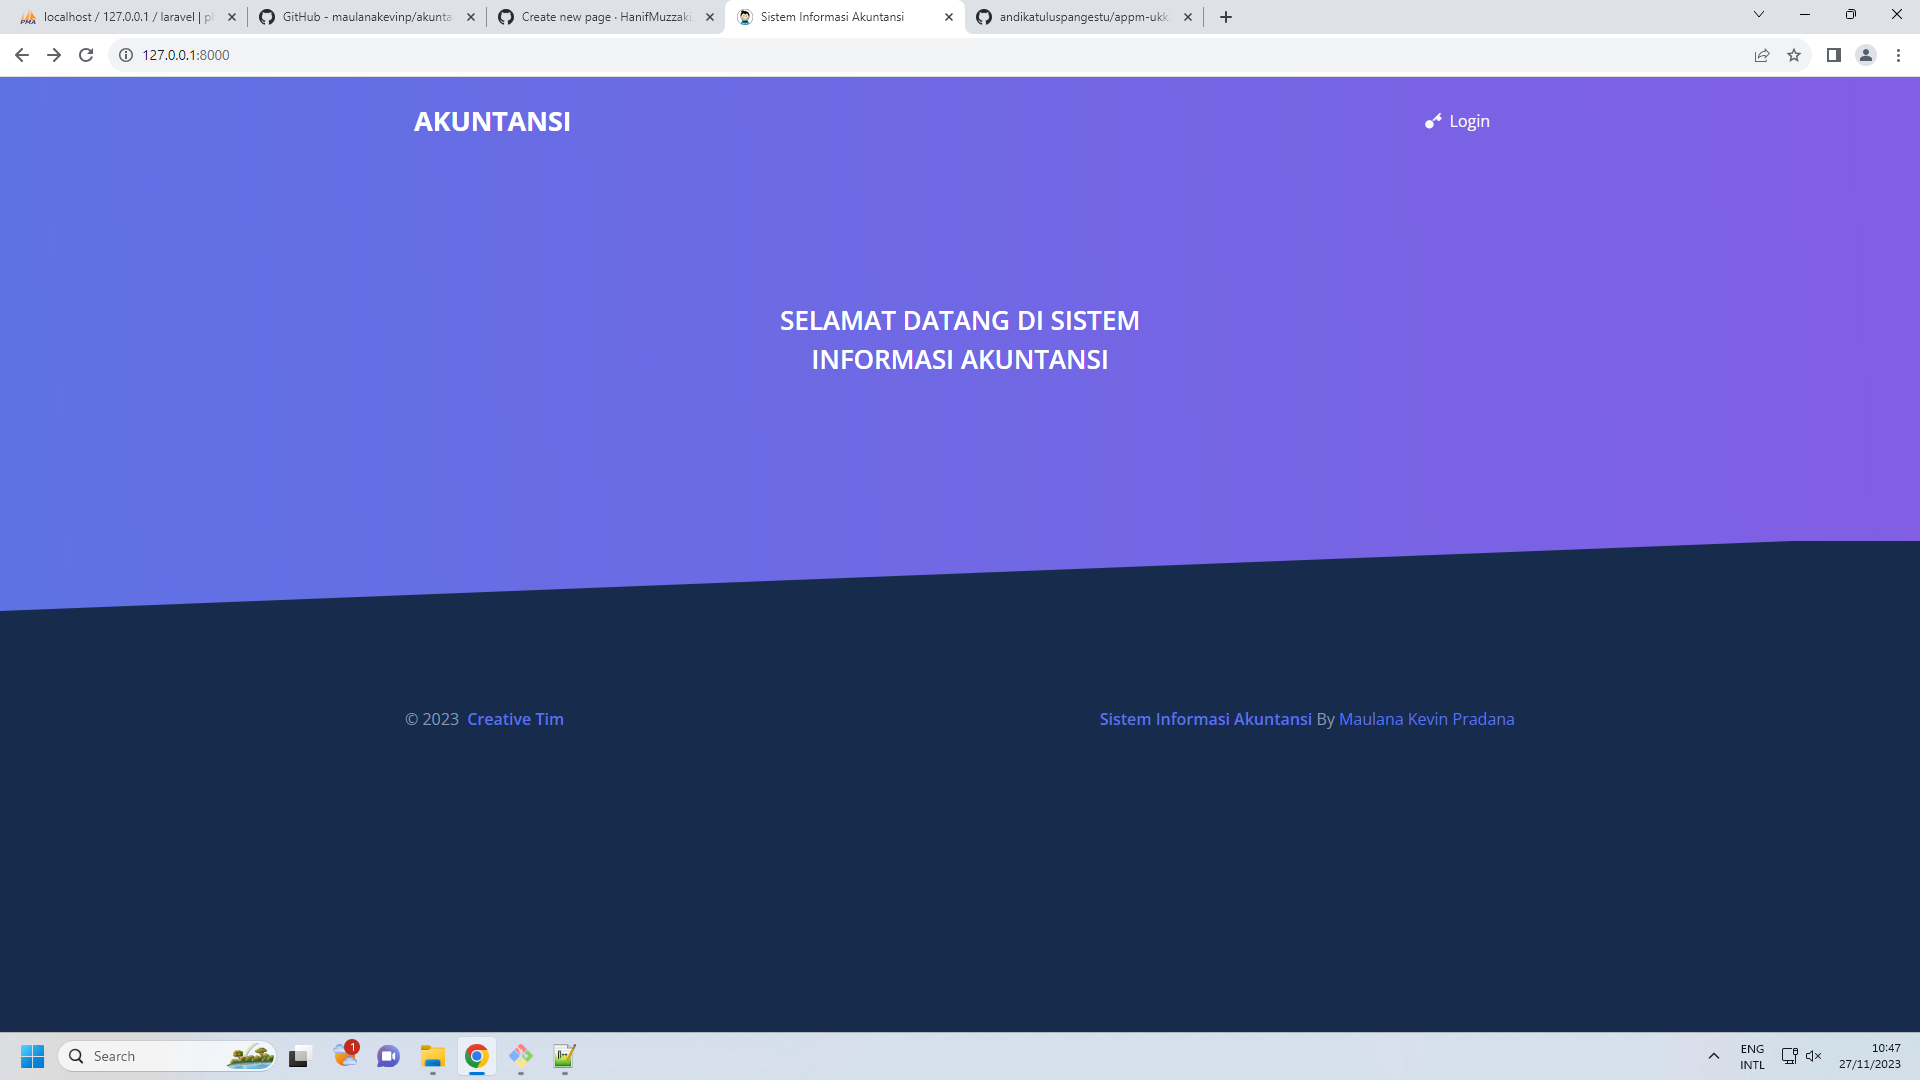 localhost / 127.0.0.1 / laravel |
GitHub - maulanakevinp/akunta
Create new page · HanifMuzzaki
Sistem Informasi Akuntansi
andikatuluspangestu/appm-ukk
127.0.0.1:8000
AKUNTANSI
Login
SELAMAT DATANG DI SISTEM
INFORMASI AKUNTANSI
© 2023 Creative Tim
Sistem Informasi Akuntansi By Maulana Kevin Pradana
Search
1
ENG
INTL
10:47
27/11/2023